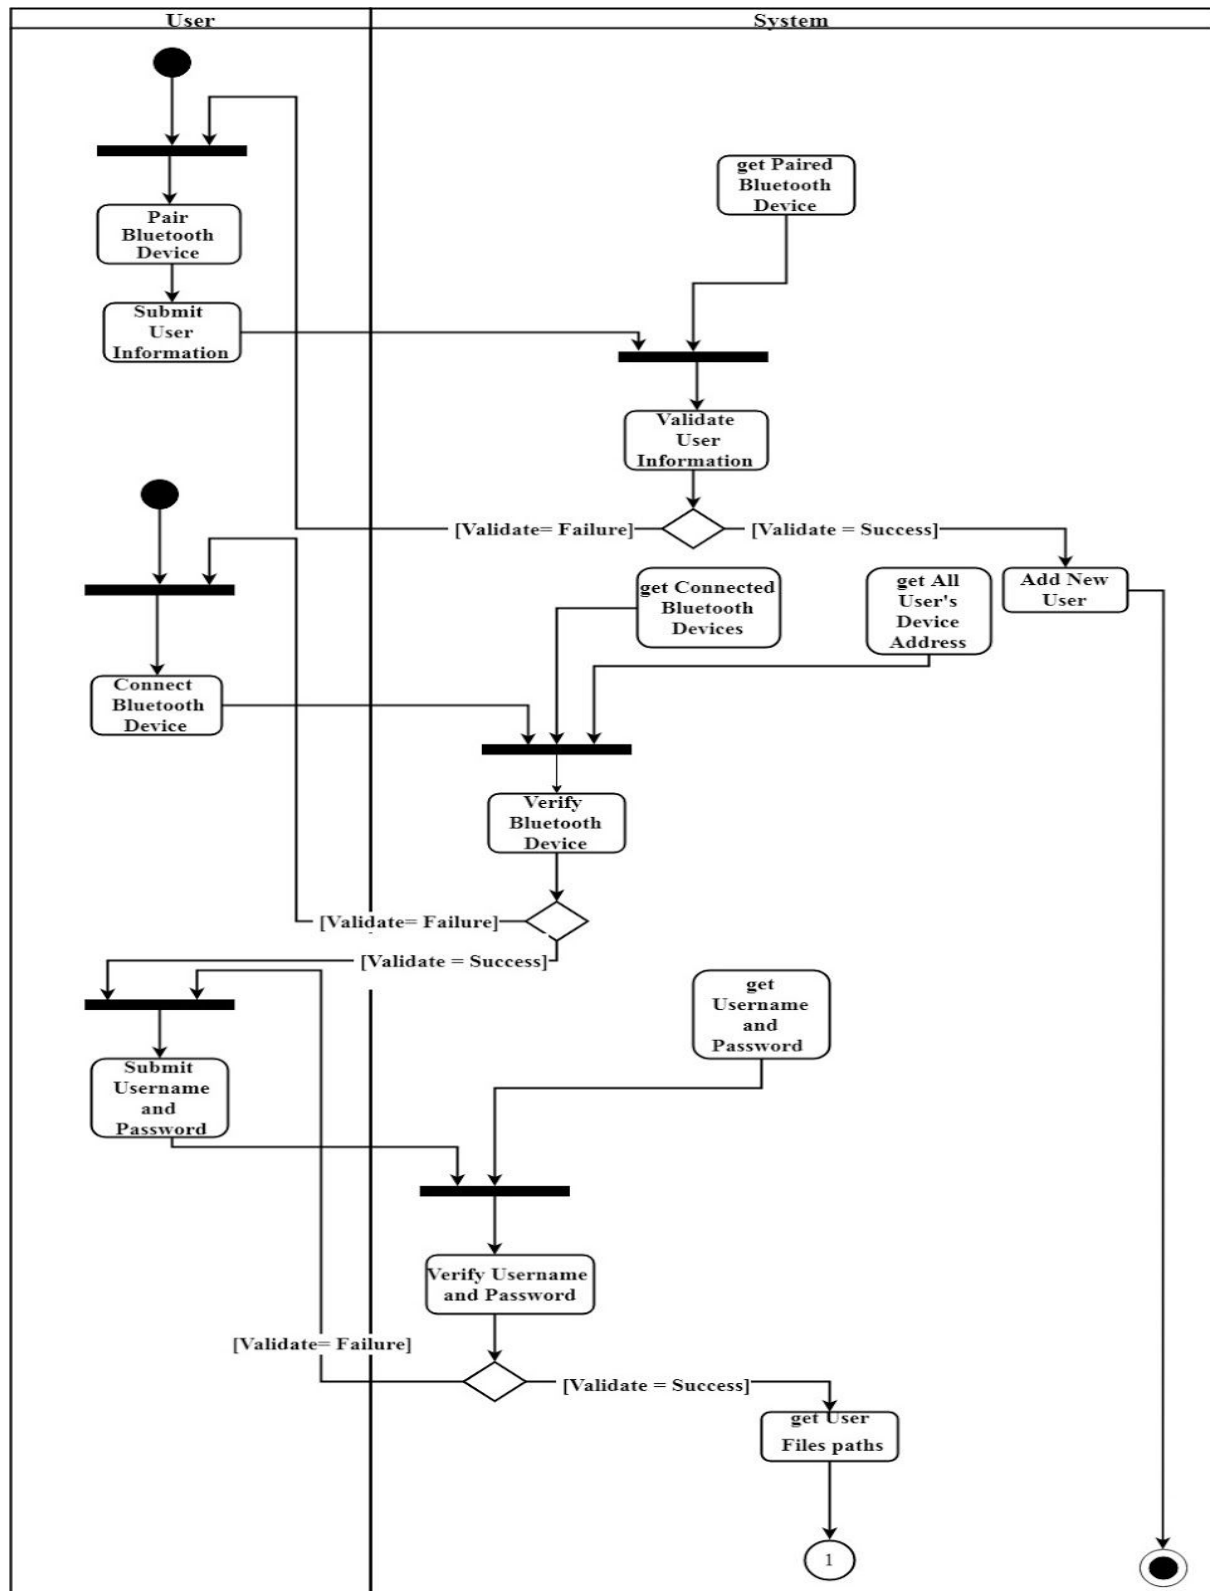 User
System
get Paired
Bluetooth
Device
Pair
Bluetooth
Device
Submit
User
Information
Validate
User
Information
[Validate= Failure]
[Validate = Success]
get Connected
Bluetooth
Devices
get All
User's
Device
Address
Add New
User
Connect
Bluetooth
Device
Verify
Bluetooth
Device
[Validate= Failure]
[Validate = Success]
get
Username
and
Password
Submit
Username
and
Password
Verify Username
and Password
[Validate= Failure]
[Validate = Success]
get User
Files paths
1